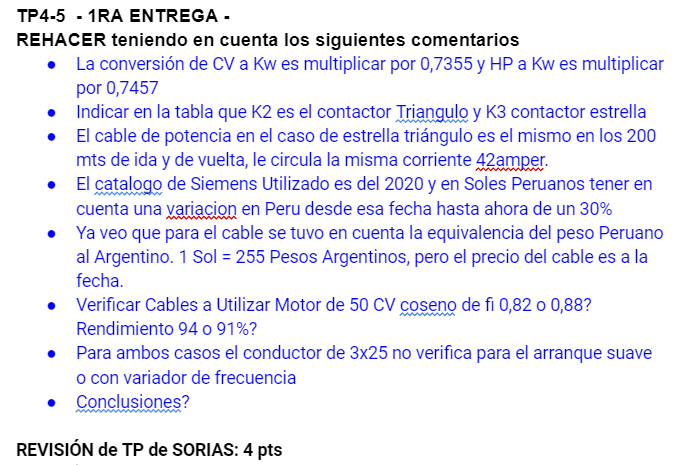 TP4-5 - 1RA ENTREGA -
REHACER teniendo en cuenta los siguientes comentarios
● La conversión de CV a Kw es multiplicar por 0,7355 y HP a Kw es multiplicar
por 0,7457
● Indicar en la tabla que K2 es el contactor Triangulo y K3 contactor estrella
● El cable de potencia en el caso de estrella triángulo es el mismo en los 200
mts de ida y de vuelta, le circula la misma corriente 42amper.
● El catalogo de Siemens Utilizado es del 2020 y en Soles Peruanos tener en
cuenta una variacion en Peru desde esa fecha hasta ahora de un 30%
● Ya veo que para el cable se tuvo en cuenta la equivalencia del peso Peruano
al Argentino. 1 Sol = 255 Pesos Argentinos, pero el precio del cable es a la
fecha.
● Verificar Cables a Utilizar Motor de 50 CV coseno de fi 0,82 o 0,88?
Rendimiento 94 o 91%?
● Para ambos casos el conductor de 3x25 no verifica para el arranque suave
o con variador de frecuencia
● Conclusiones?
REVISIÓN de TP de SORIAS: 4 pts